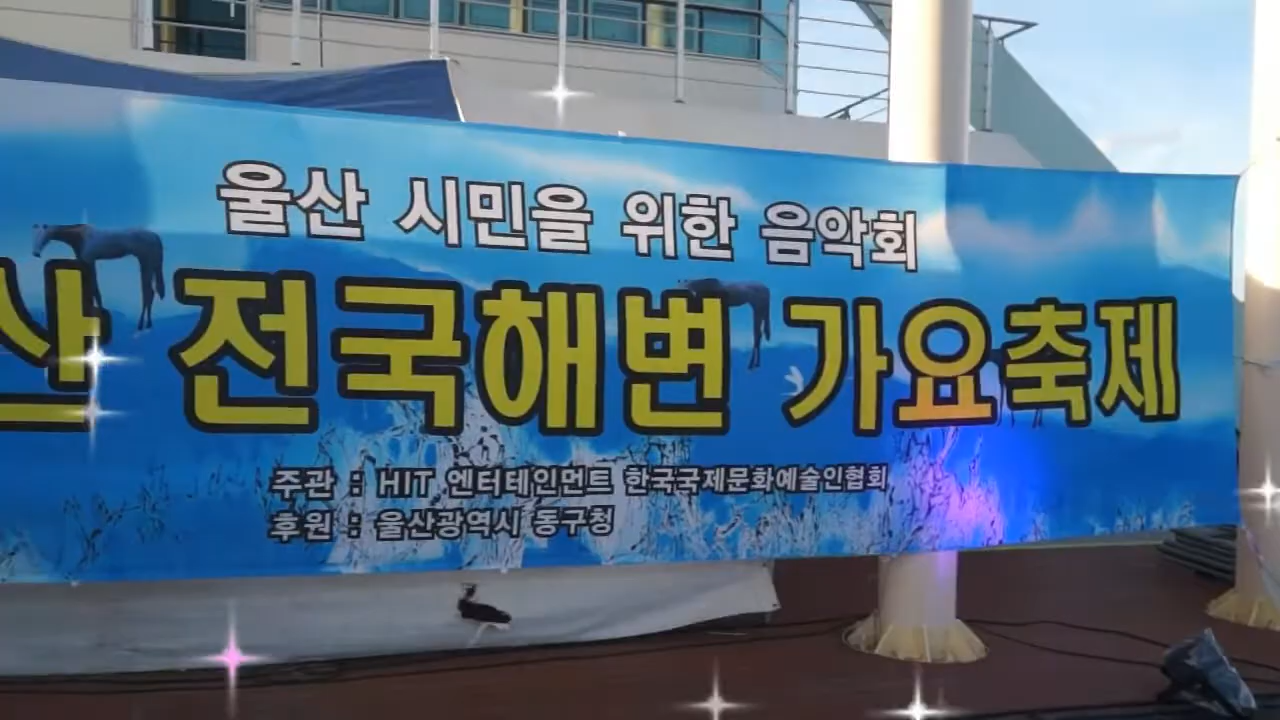 울산 시민을 위한 음악회
산 전국해변 가요축제
주관 : HIT 엔터테인먼트 한국국제문화예술인협회
후원 : 울산광역시 동구청